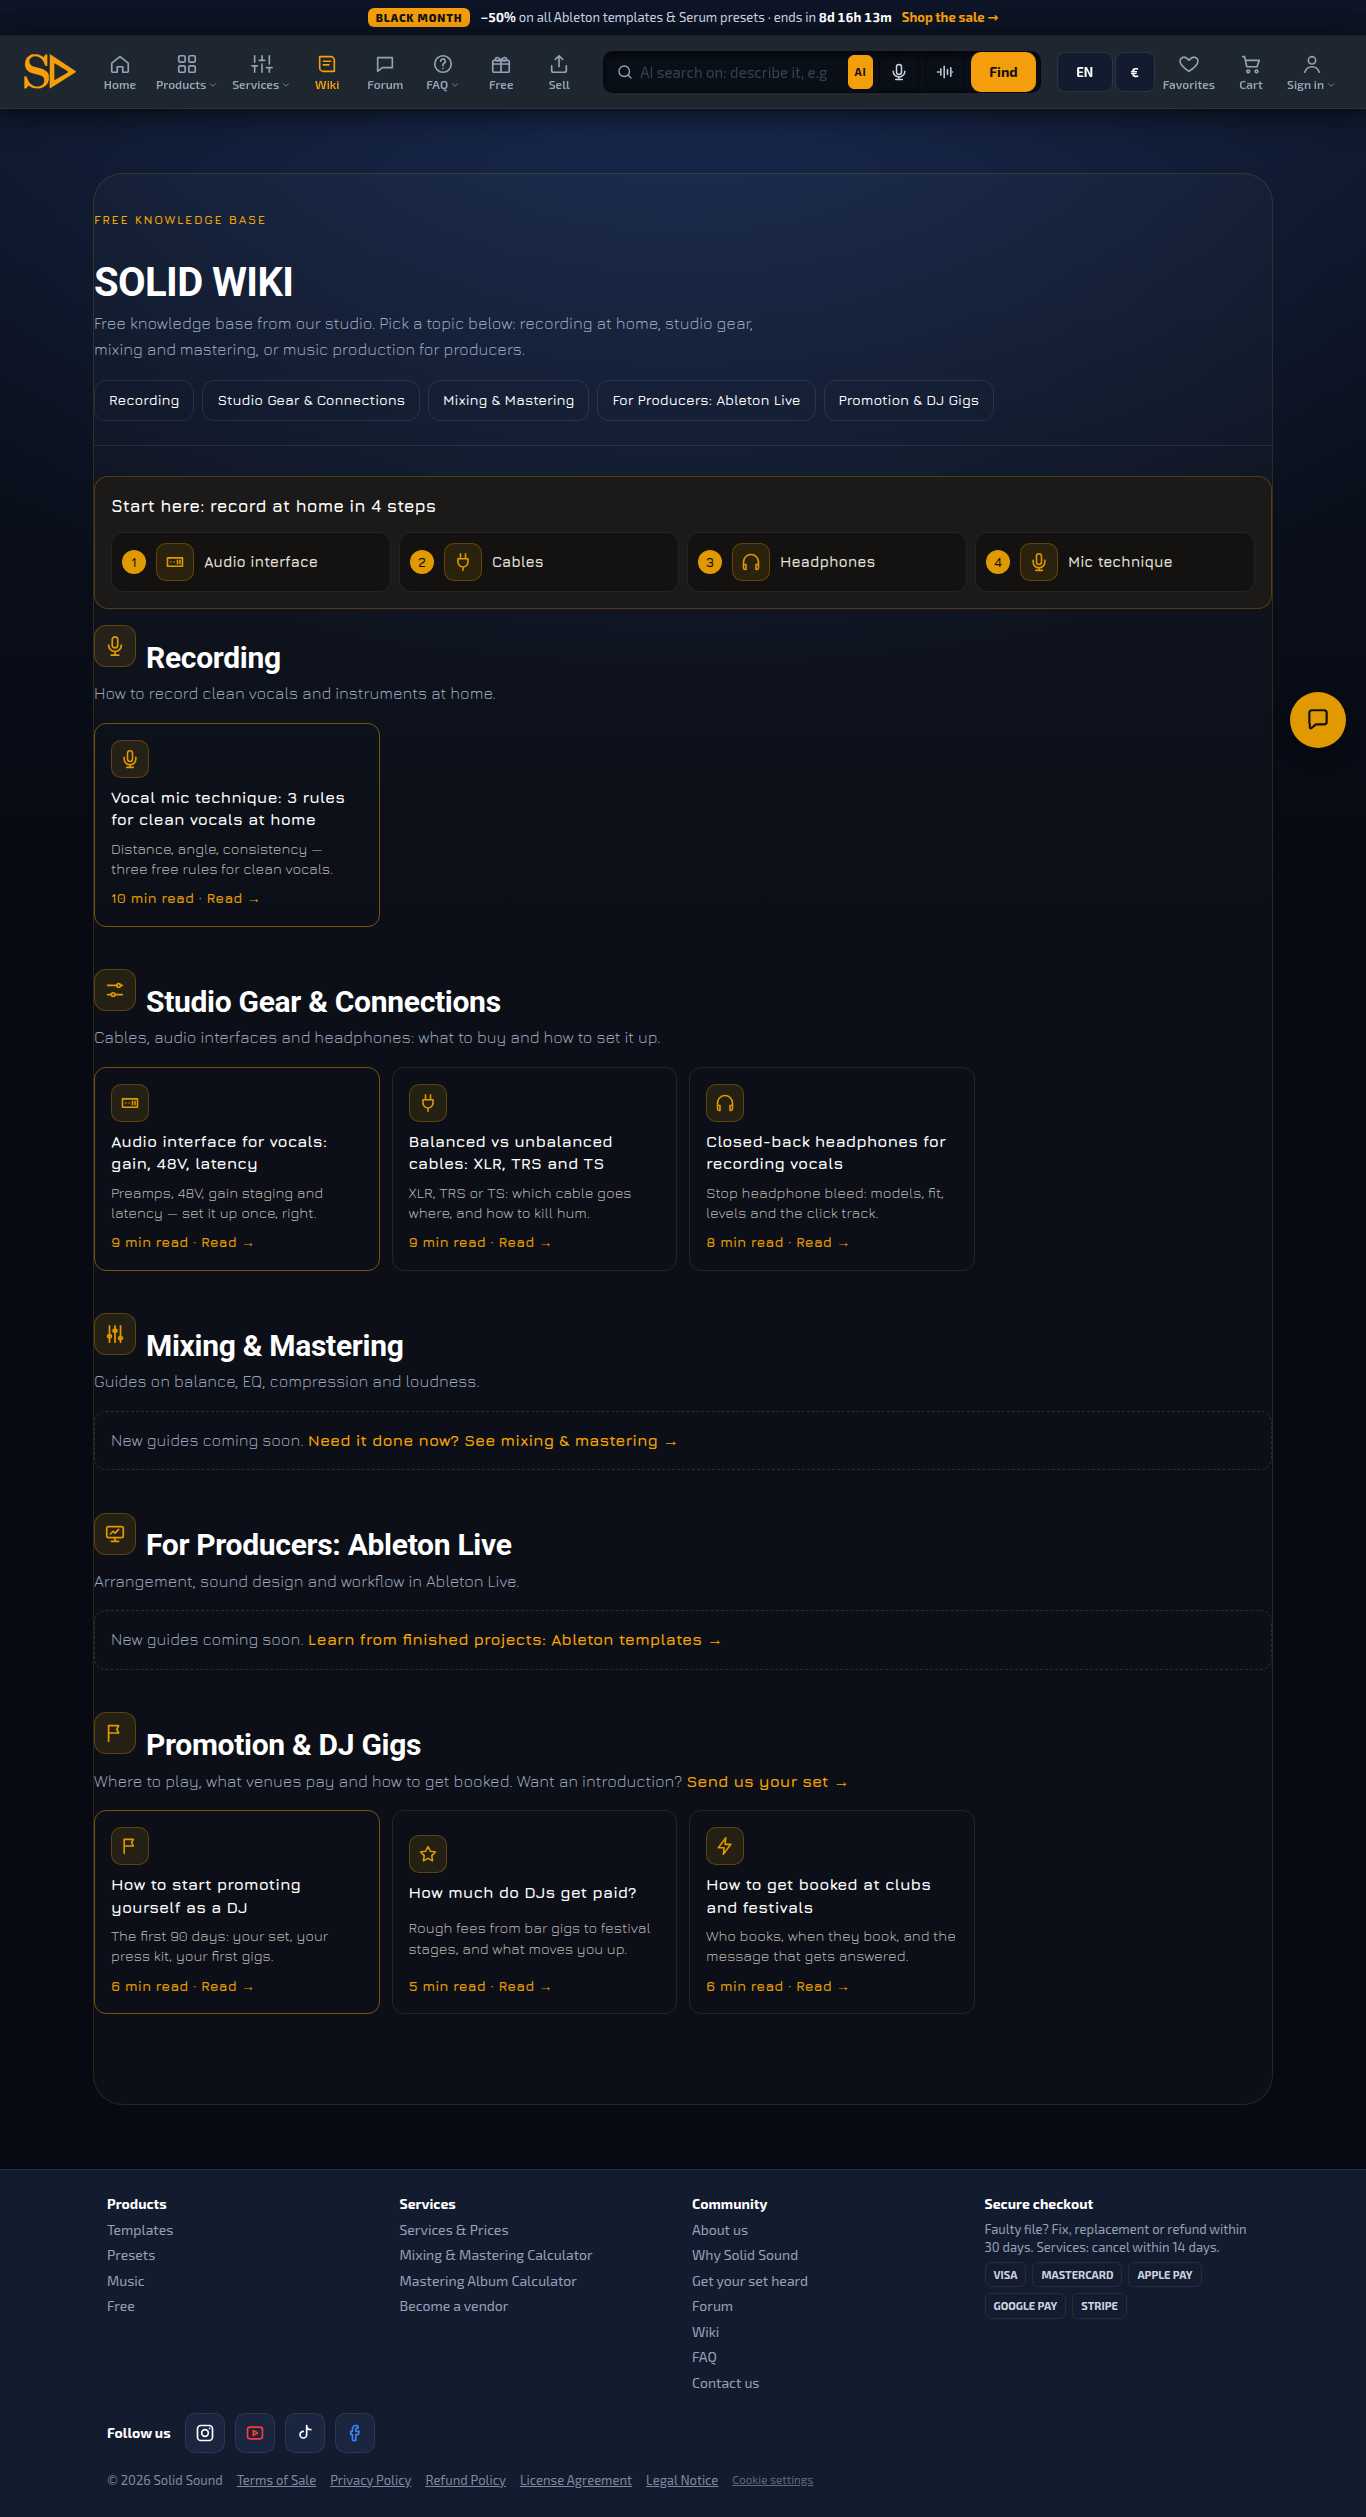 BLACK MONTH −50% on all Ableton templates & Serum presets · ends in 8d 16h 13m Shop the sale →
Home Products Services Wiki Forum FAQ Free Sell AI search on: describe it, e.g AI Find EN € Favorites Cart Sign in
FREE KNOWLEDGE BASE
SOLID WIKI
Free knowledge base from our studio. Pick a topic below: recording at home, studio gear,
mixing and mastering, or music production for producers.
Recording Studio Gear & Connections Mixing & Mastering For Producers: Ableton Live Promotion & DJ Gigs
Start here: record at home in 4 steps
1 Audio interface 2 Cables 3 Headphones 4 Mic technique
Recording
How to record clean vocals and instruments at home.
Vocal mic technique: 3 rules
for clean vocals at home
Distance, angle, consistency —
three free rules for clean vocals.
10 min read · Read →
Studio Gear & Connections
Cables, audio interfaces and headphones: what to buy and how to set it up.
Audio interface for vocals:
gain, 48V, latency
Preamps, 48V, gain staging and
latency — set it up once, right.
9 min read · Read →
Balanced vs unbalanced
cables: XLR, TRS and TS
XLR, TRS or TS: which cable goes
where, and how to kill hum.
9 min read · Read →
Closed-back headphones for
recording vocals
Stop headphone bleed: models, fit,
levels and the click track.
8 min read · Read →
Mixing & Mastering
Guides on balance, EQ, compression and loudness.
New guides coming soon. Need it done now? See mixing & mastering →
For Producers: Ableton Live
Arrangement, sound design and workflow in Ableton Live.
New guides coming soon. Learn from finished projects: Ableton templates →
Promotion & DJ Gigs
Where to play, what venues pay and how to get booked. Want an introduction? Send us your set →
How to start promoting
yourself as a DJ
The first 90 days: your set, your
press kit, your first gigs.
6 min read · Read →
How much do DJs get paid?
Rough fees from bar gigs to festival
stages, and what moves you up.
5 min read · Read →
How to get booked at clubs
and festivals
Who books, when they book, and the
message that gets answered.
6 min read · Read →
Products
Templates
Presets
Music
Free
Services
Services & Prices
Mixing & Mastering Calculator
Mastering Album Calculator
Become a vendor
Community
About us
Why Solid Sound
Get your set heard
Forum
Wiki
FAQ
Contact us
Secure checkout
Faulty file? Fix, replacement or refund within
30 days. Services: cancel within 14 days.
VISA MASTERCARD APPLE PAY
GOOGLE PAY STRIPE
Follow us
© 2026 Solid Sound Terms of Sale Privacy Policy Refund Policy License Agreement Legal Notice Cookie settings